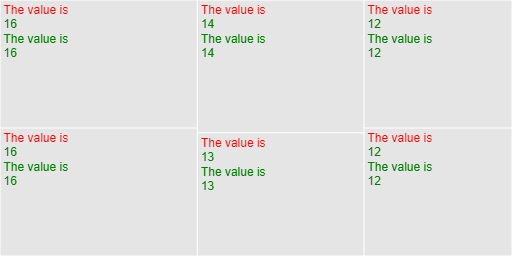 The value is
16
The value is
16
The value is
14
The value is
14
The value is
12
The value is
12
The value is
16
The value is
16
The value is
13
The value is
13
The value is
12
The value is
12